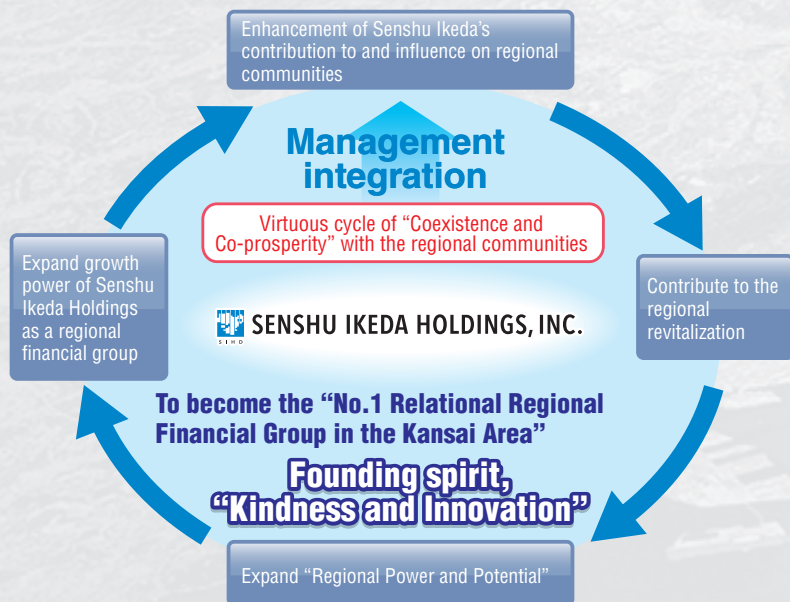 Enhancement of Senshu Ikeda's
contribution to and influence on regional
communities
Management
integration
Virtuous cycle of “Coexistence and
Co-prosperity” with the regional communities
Expand growth
power of Senshu
Ikeda Holdings
as a regional
financial group
Contribute to the
regional
revitalization
SIHD
SENSHU IKEDA HOLDINGS, INC.
To become the “No.1 Relational Regional
Financial Group in the Kansai Area”
Founding spirit,
“Kindness and Innovation”
Expand “Regional Power and Potential”